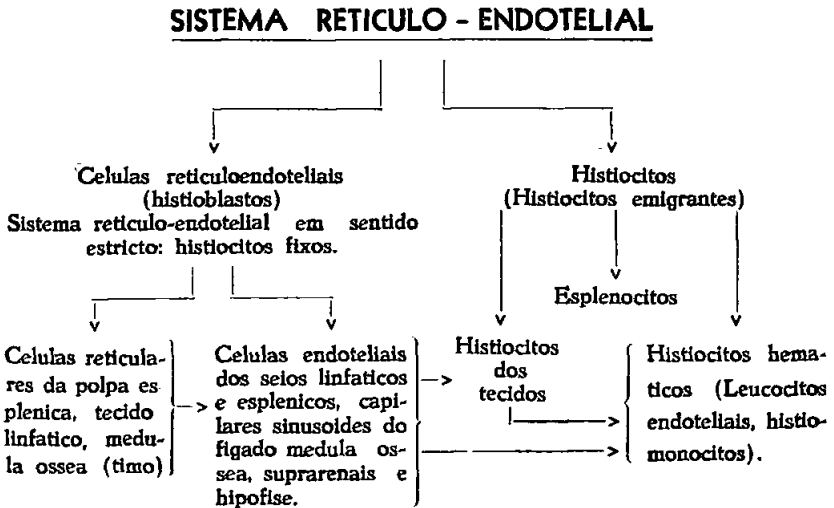 SISTEMA RETICULO - ENDOTELIAL
Celulas reticuloendoteliais
(histioblastos)
Sistema reticulo-endotelial em sentido
estricto: histiocitos fixos.
Histiocitos
(Histiocitos emigrantes)
Esplenocitos
Celulas reticula-
res da polpa es
plenica, tecido
linfatico, medu-
la ossea (timo)
Celulas endoteliais
dos seios linfaticos
e esplenicos, capi-
lares sinusoides do
figado medula os-
sea, suprarenais e
hipofise.
Histiocitos
dos
tecidos
Histiocitos hema-
ticos (Leucocitos
endoteliais, histio-
monocitos).